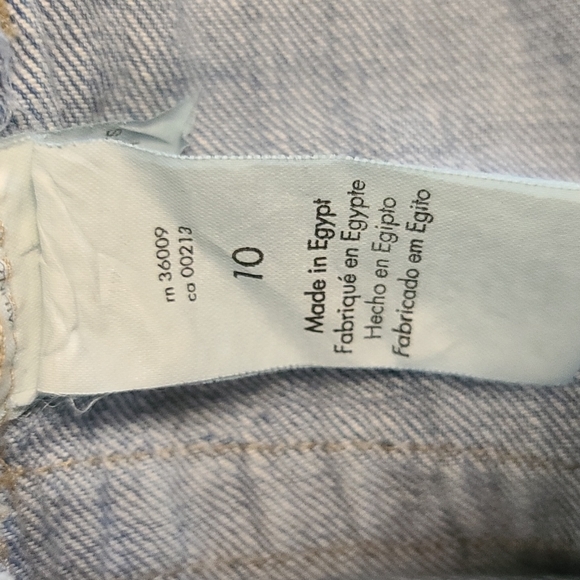 m 36009
ca 00213
10
Made in Egypt
Fabriqué en Egypte
Hecho en Egipto
Fabricado em Egito